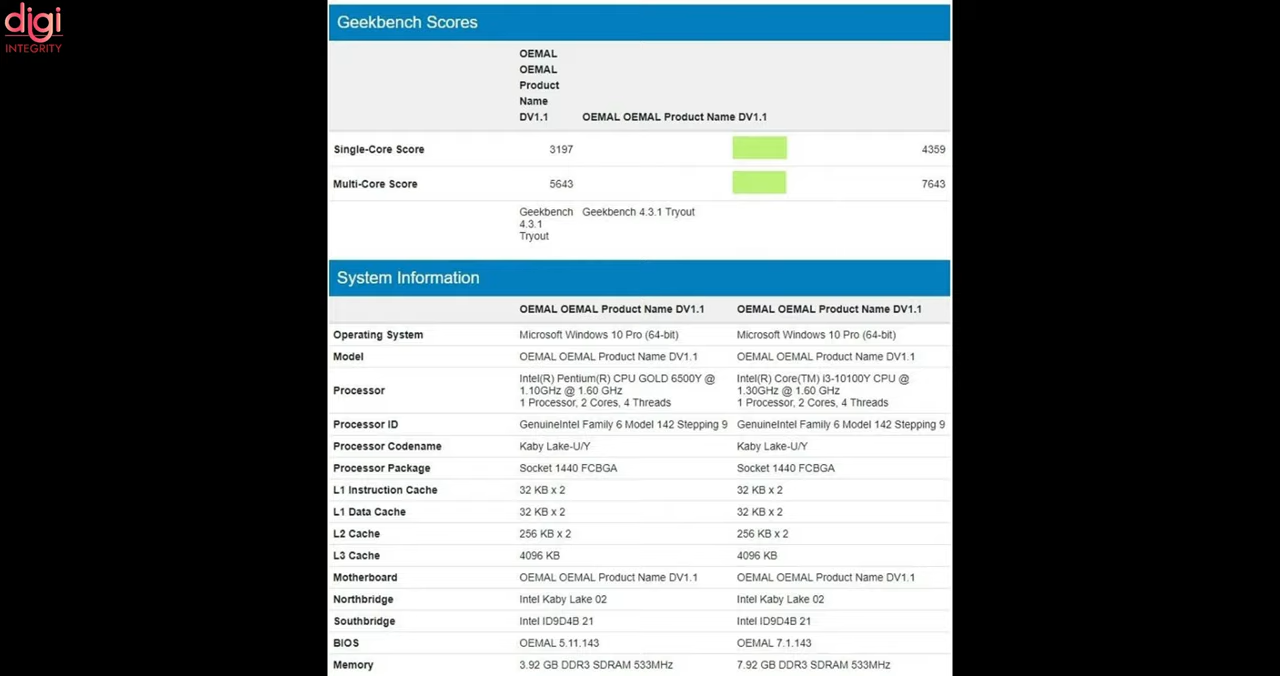 digi
INTEGRITY
Geekbench Scores
OEMAL
OEMAL
Product
Name
DV1.1 OEMAL OEMAL Product Name DV1.1
Single-Core Score 3197 4359
Multi-Core Score 5643 7643
Geekbench Geekbench 4.3.1 Tryout
4.3.1
Tryout
System Information
OEMAL OEMAL Product Name DV1.1 OEMAL OEMAL Product Name DV1.1
Operating System Microsoft Windows 10 Pro (64-bit) Microsoft Windows 10 Pro (64-bit)
Model OEMAL OEMAL Product Name DV1.1 OEMAL OEMAL Product Name DV1.1
Processor Intel(R) Pentium(R) CPU GOLD 6500Y @ Intel(R) Core(TM) i3-10100Y CPU @
1.10GHz @ 1.60 GHz 1.30GHz @ 1.60 GHz
1 Processor, 2 Cores, 4 Threads 1 Processor, 2 Cores, 4 Threads
Processor ID GenuineIntel Family 6 Model 142 Stepping 9 GenuineIntel Family 6 Model 142 Stepping 9
Processor Codename Kaby Lake-U/Y Kaby Lake-U/Y
Processor Package Socket 1440 FCBGA Socket 1440 FCBGA
L1 Instruction Cache 32 KB x 2 32 KB x 2
L1 Data Cache 32 KB x 2 32 KB x 2
L2 Cache 256 KB x 2 256 KB x 2
L3 Cache 4096 KB 4096 KB
Motherboard OEMAL OEMAL Product Name DV1.1 OEMAL OEMAL Product Name DV1.1
Northbridge Intel Kaby Lake 02 Intel Kaby Lake 02
Southbridge Intel ID9D4B 21 Intel ID9D4B 21
BIOS OEMAL 5.11.143 OEMAL 7.1.143
Memory 3.92 GB DDR3 SDRAM 533MHz 7.92 GB DDR3 SDRAM 533MHz